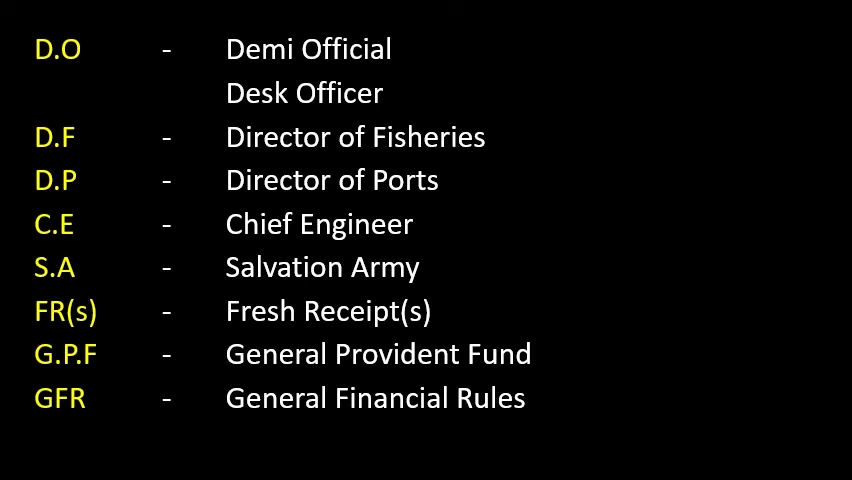 D.O - Demi Official
Desk Officer
D.F - Director of Fisheries
D.P - Director of Ports
C.E - Chief Engineer
S.A - Salvation Army
FR(s) - Fresh Receipt(s)
G.P.F - General Provident Fund
GFR - General Financial Rules